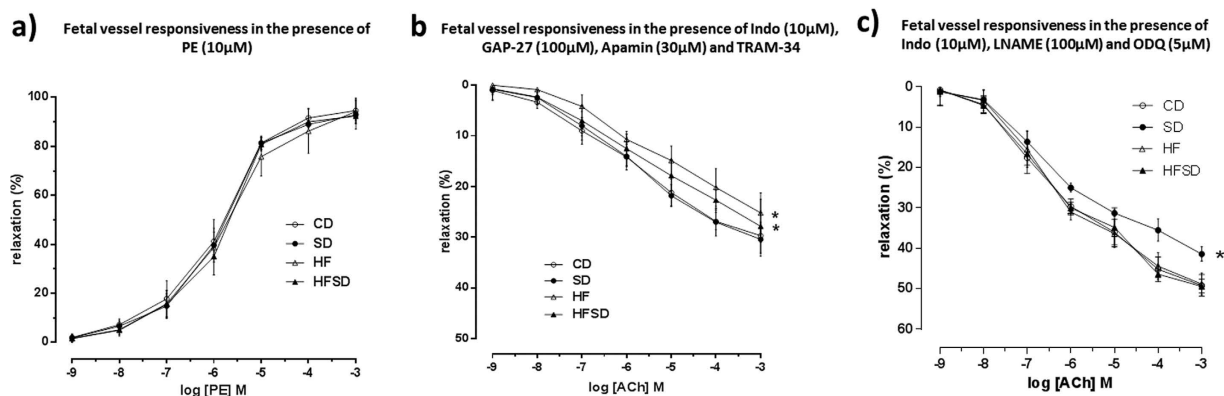 a)
Fetal vessel responsiveness in the presence of
PE (10µM)
relaxation (%)
100
80
60
40
20
0
CD
SD
HF
HFSD
-9 -8 -7 -6 -5 -4 -3
log [PE] M
b)
Fetal vessel responsiveness in the presence of Indo (10µM),
GAP-27 (100µM), Apamin (30µM) and TRAM-34
relaxation (%)
0
10
20
30
40
50
*
*
CD
SD
HF
HFSD
-9 -8 -7 -6 -5 -4 -3
log [ACh] M
c)
Fetal vessel responsiveness in the presence of
Indo (10µM), LNAME (100µM) and ODQ (5µM)
relaxation (%)
0
10
20
30
40
50
60
CD
SD
HF
HFSD
*
-9 -8 -7 -6 -5 -4 -3
log [ACh] M